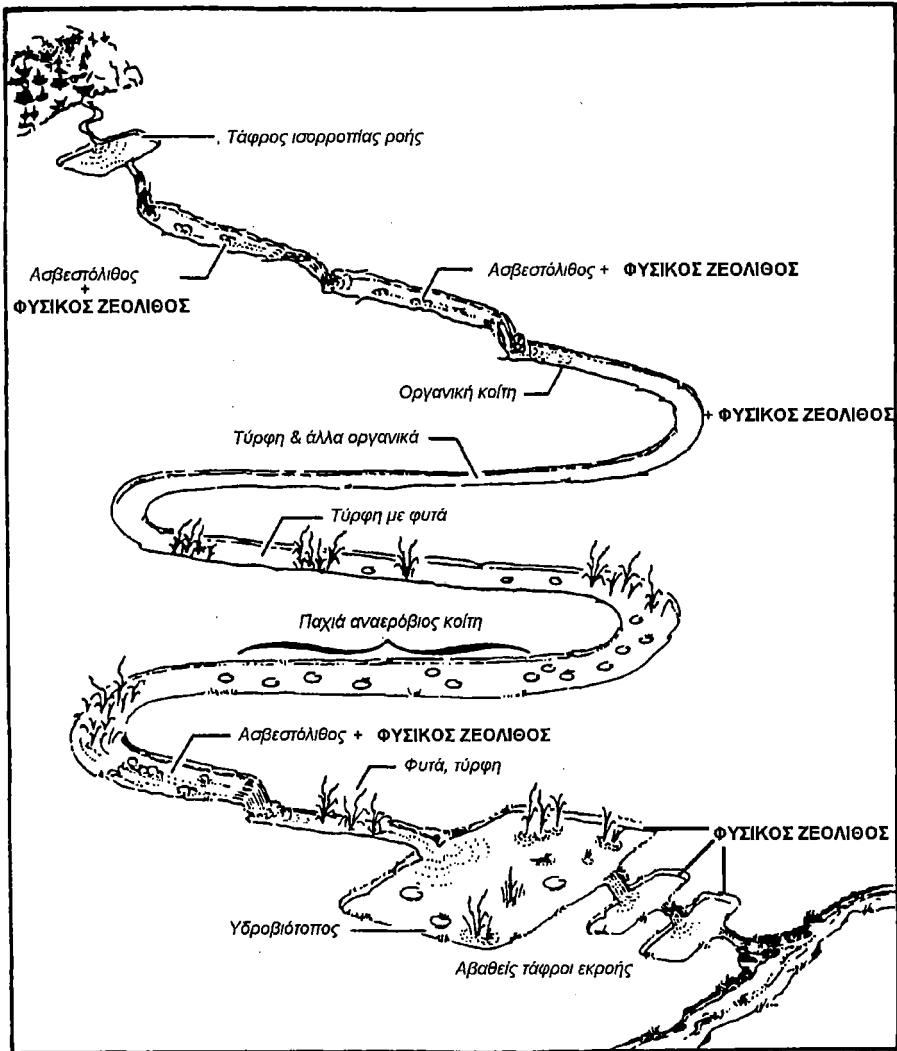 , Τάφρος ισορροπίας ροής
Ασβεστόλιθος
+
ΦΥΣΙΚΟΣ ΖΕΟΛΙΘΟΣ
Ασβεστόλιθος + ΦΥΣΙΚΟΣ ΖΕΟΛΙΘΟΣ
Οργανική κοίτη
+ ΦΥΣΙΚΟΣ ΖΕΟΛΙΘΟΣ
Τύρφη & άλλα οργανικά
Τύρφη με φυτά
Παχιά αναερόβιος κοίτη
Ασβεστόλιθος + ΦΥΣΙΚΟΣ ΖΕΟΛΙΘΟΣ
Φυτά, τύρφη
ΦΥΣΙΚΟΣ ΖΕΟΛΙΘΟΣ
Υδροβιότοπος
Αβαθείς τάφροι εκροής